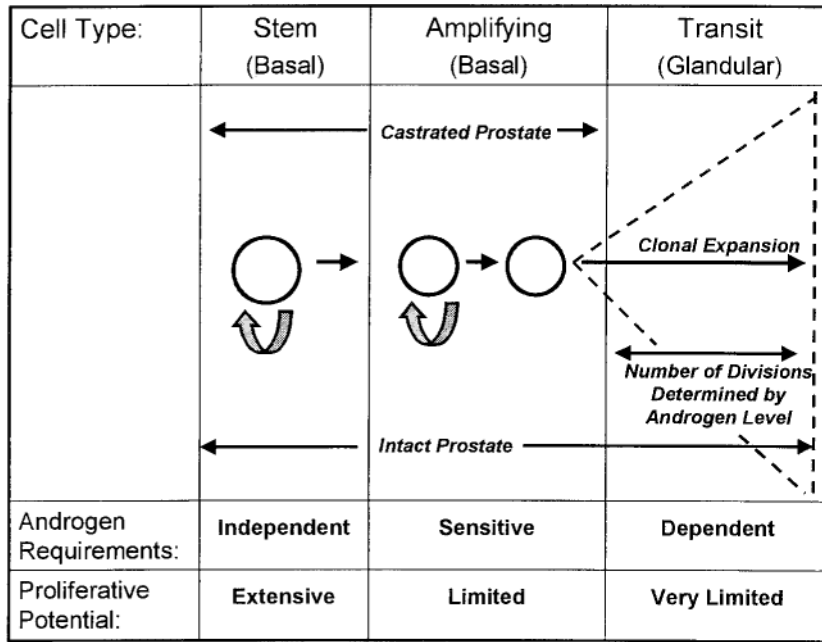 Cell Type:
Stem
(Basal)
Amplifying
(Basal)
Transit
(Glandular)
Castrated Prostate
Clonal Expansion
Number of Divisions
Determined by
Androgen Level
Intact Prostate
Androgen
Requirements:
Independent
Sensitive
Dependent
Proliferative
Potential:
Extensive
Limited
Very Limited